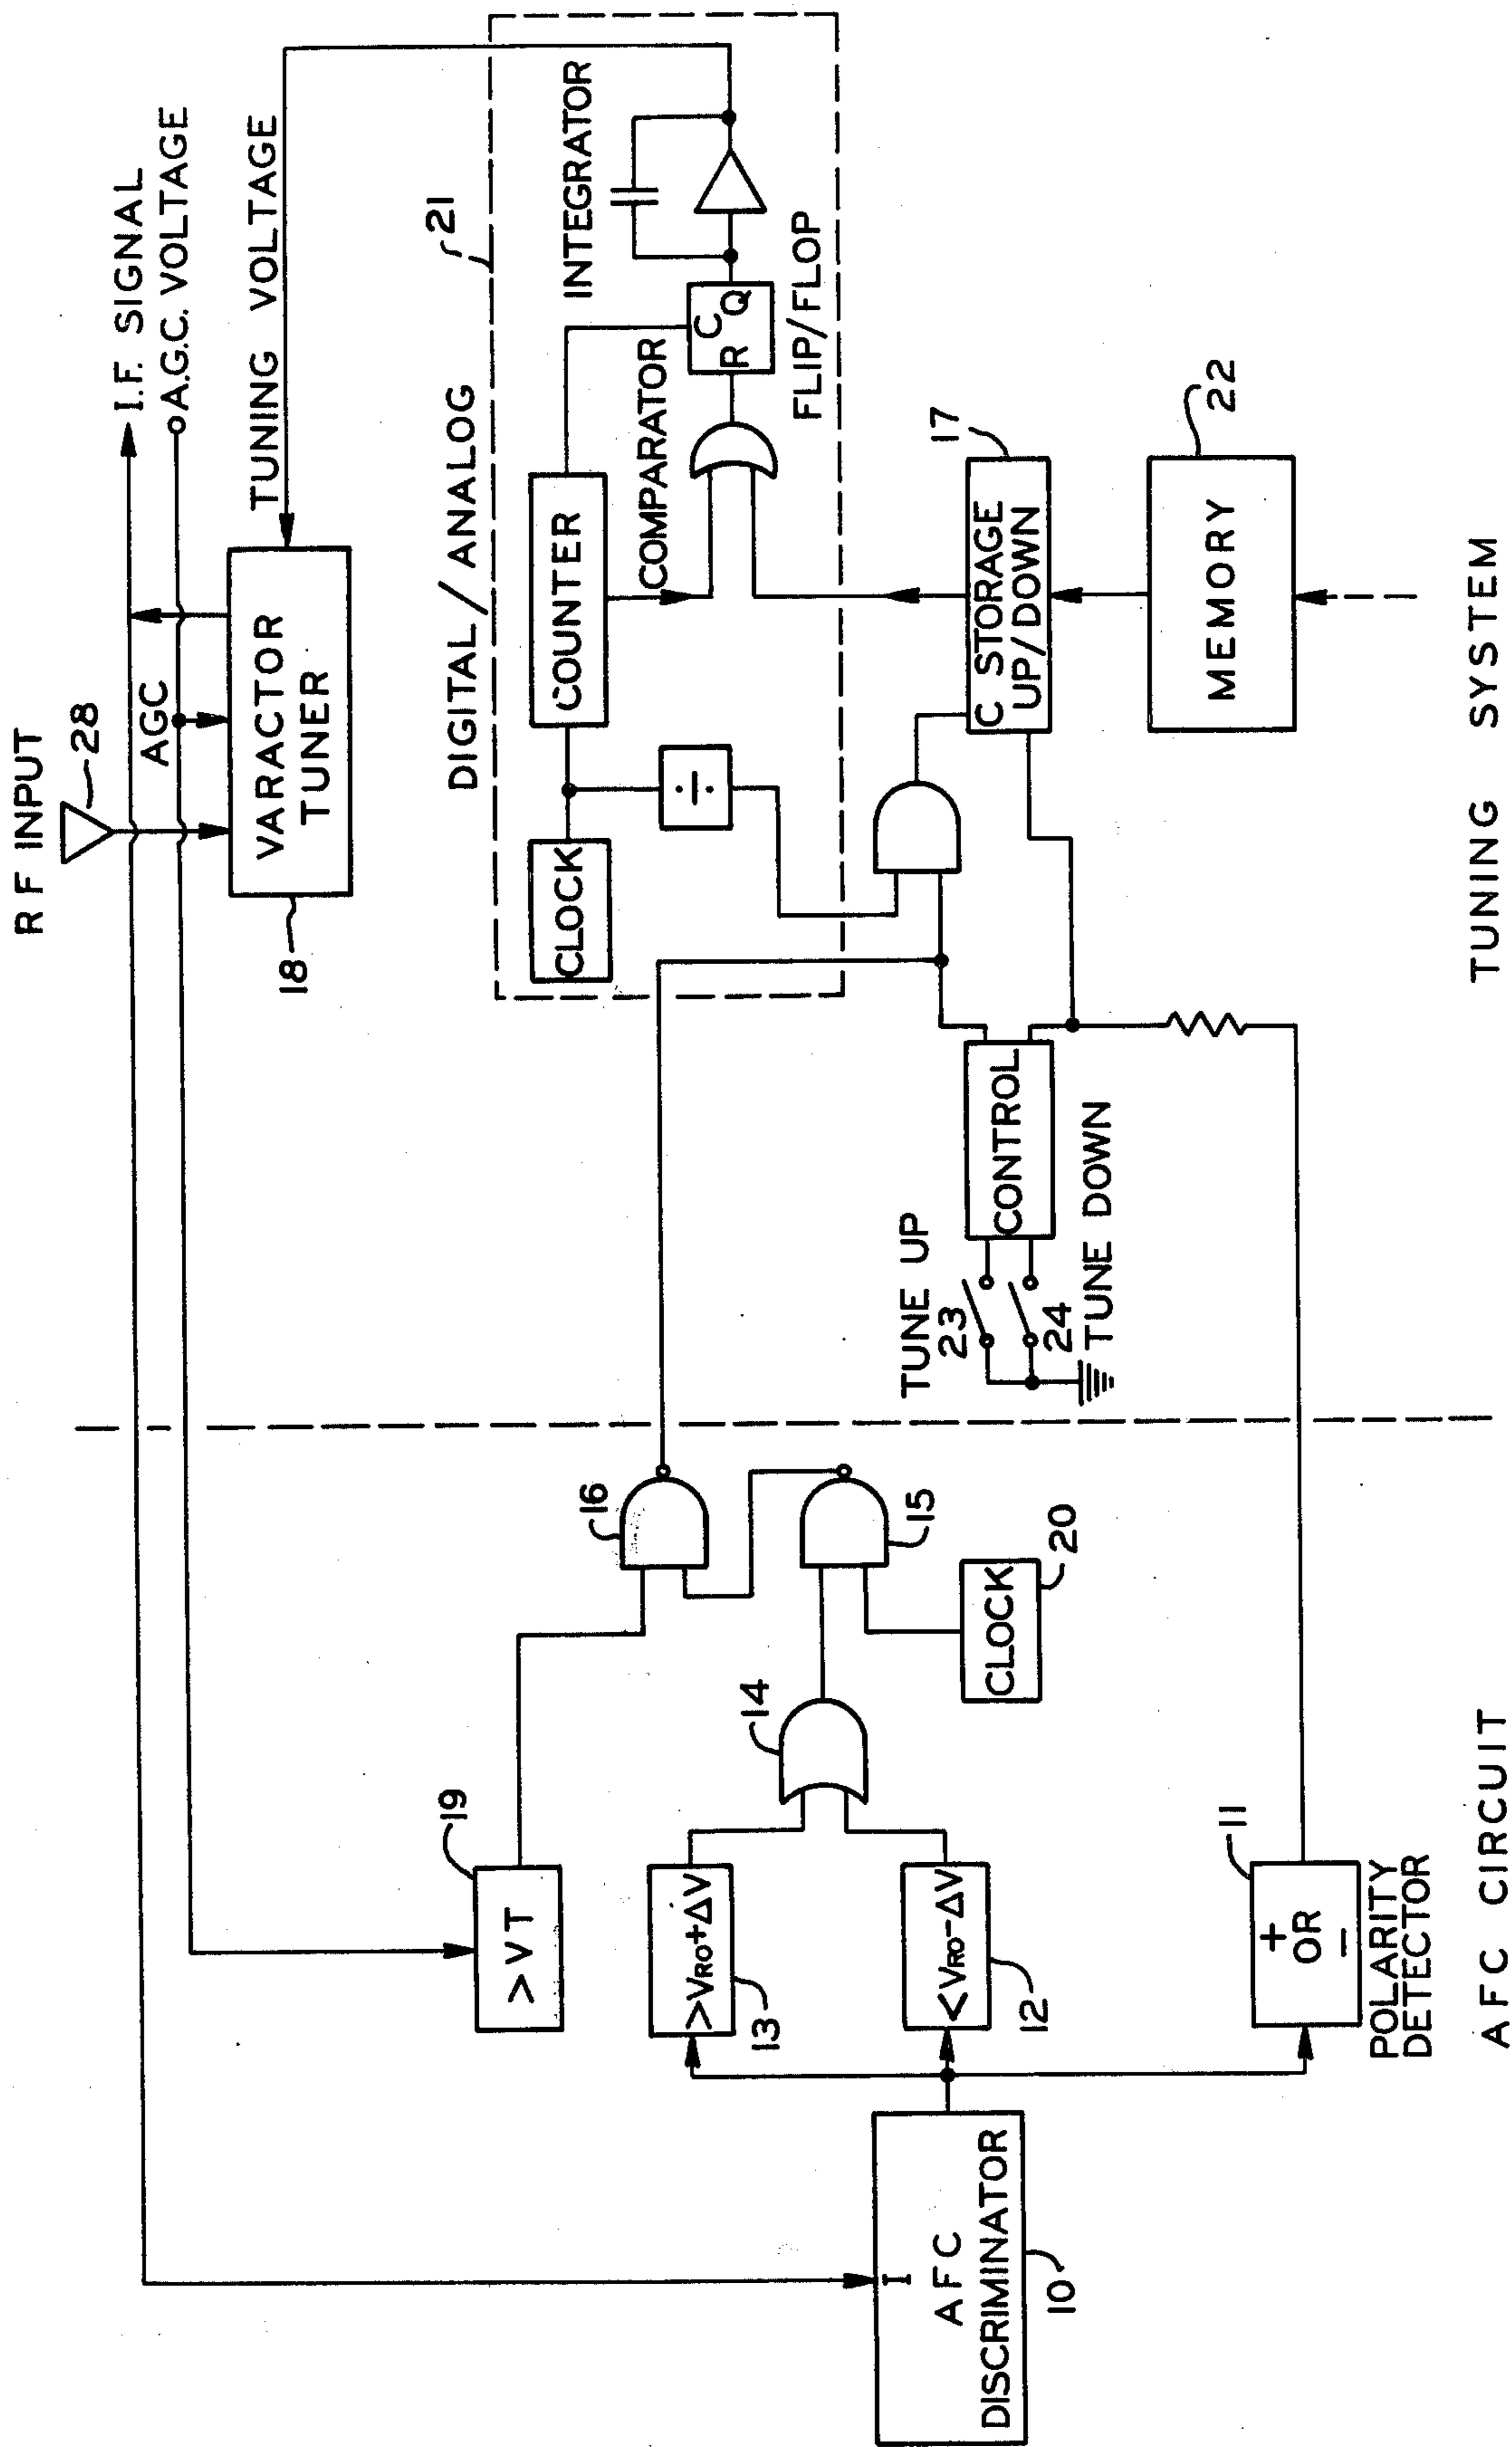 RF INPUT
28
I.F. SIGNAL
A.G.C. VOLTAGE
AGC
TUNING VOLTAGE
VARACTOR
TUNER
18
DIGITAL/ANALOG
21
CLOCK
COUNTER
÷
COMPARATOR
INTEGRATOR
C
Q
R
FLIP/FLOP
C STORAGE
UP/DOWN
17
MEMORY
22
CONTROL
TUNE UP
23
24
TUNE DOWN
TUNING SYSTEM
16
15
CLOCK
20
14
19
>VT
>VRO+ΔV
13
<VRO-ΔV
12
11
+
OR
−
POLARITY
DETECTOR
I
AFC
DISCRIMINATOR
10
AFC CIRCUIT